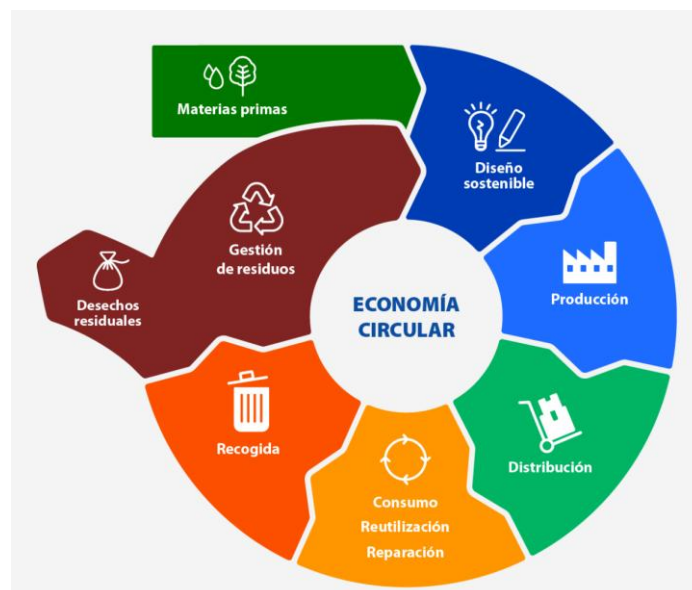 Materias primas
Diseño
sostenible
Producción
Distribución
Consumo
Reutilización
Reparación
Recogida
Gestión
de residuos
Desechos
residuales
ECONOMÍA
CIRCULAR